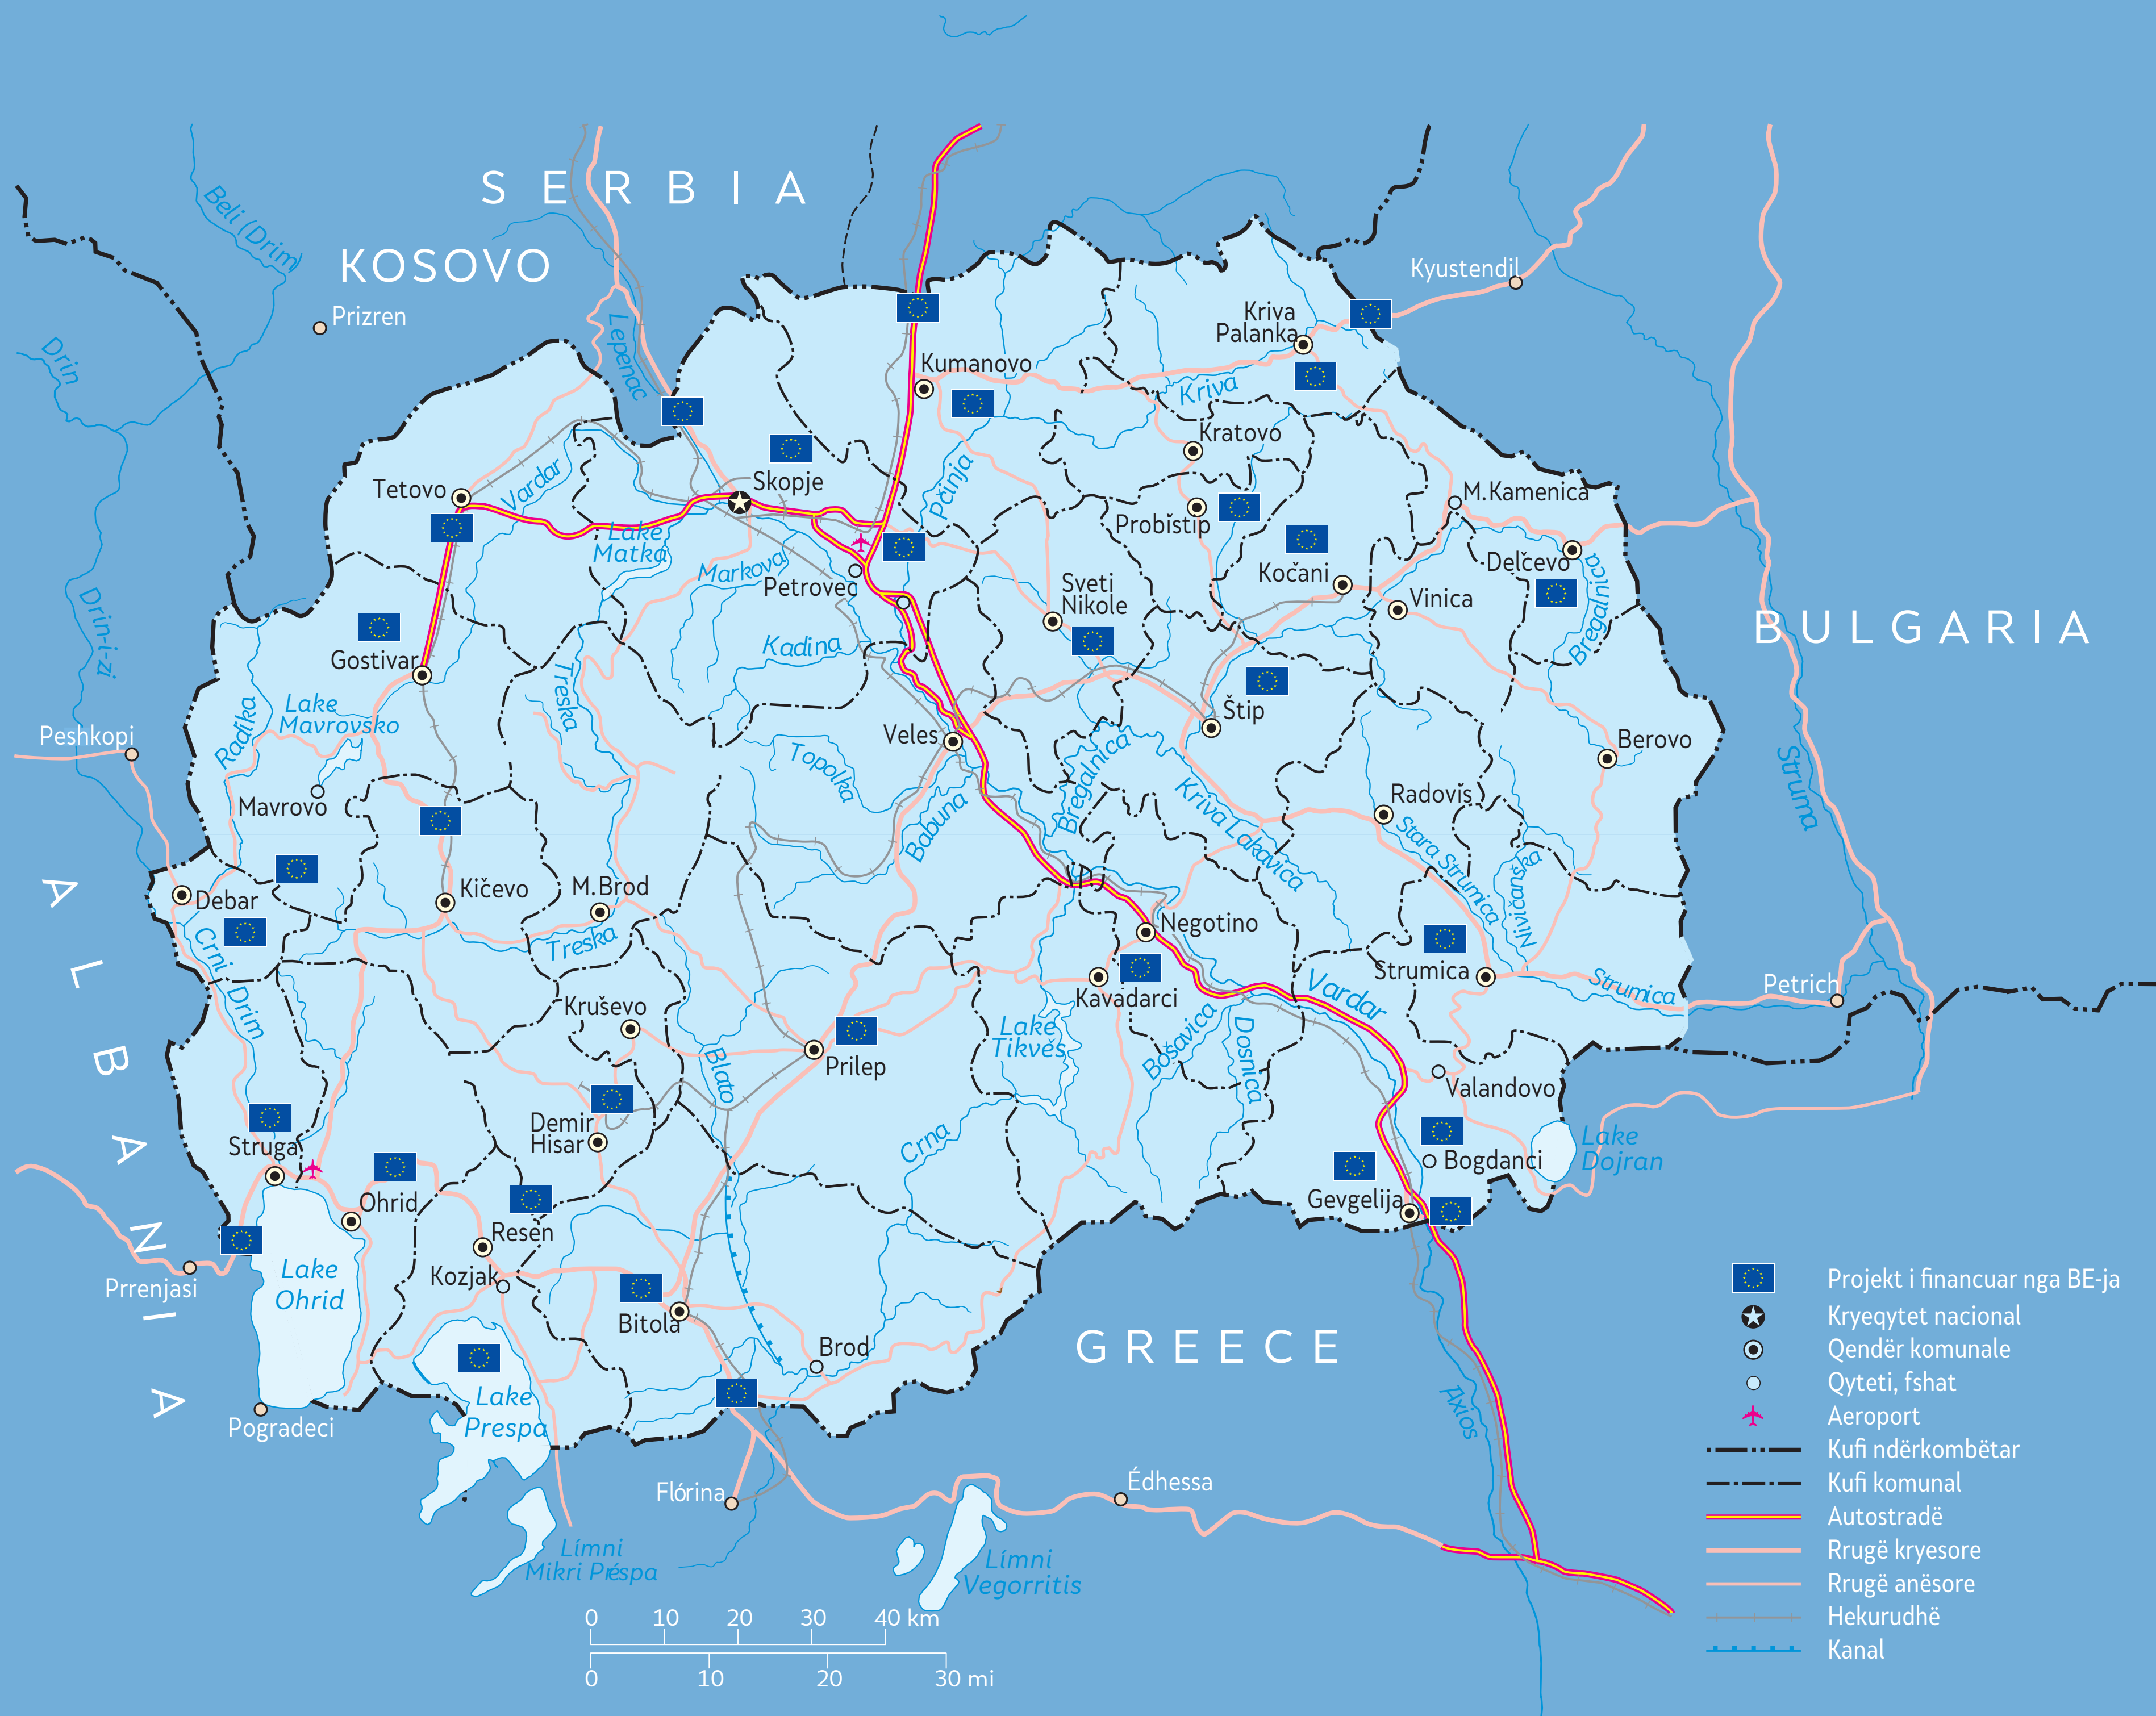 SERBIA
KOSOVO
Beli (Drim)
Prizren
Drin
Lepenac
Kyustendil
Kriva
Palanka
Kumanovo
Kriva
Kratovo
Tetovo
Vardar
Skopje
Pčinja
M.Kamenica
Probištip
Lake
Matka
Markova
Petrovec
Delčevo
Kočani
Sveti
Nikole
Vinica
Bregalnica
BULGARIA
Drin-i-zi
Gostivar
Kadina
Treska
Radika
Lake
Mavrovsko
Štip
Peshkopi
Veles
Berovo
Topolka
Bregalnica
Struma
Mavrovo
Babuna
Kriva Lakavica
Radoviš
Stara Strumica
Nivičanska
Debar
Kičevo
M.Brod
Treska
Negotino
Crni
Drim
Strumica
Strumica
Petrich
Kavadarci
Vardar
Kruševo
Lake
Tikveš
Bošavica
Dosnica
Prilep
Blato
Valandovo
ALBANIA
Struga
Demir
Hisar
Crna
Lake
Dojran
Bogdanci
Ohrid
Gevgelija
Resen
Kozjak
Prrenjasi
Lake
Ohrid
Bitola
Brod
GREECE
Lake
Prespa
Pogradeci
Axios
Flórina
Édhessa
Límni
Mikri Préspa
Límni
Vegorritis
0 10 20 30 40 km
0 10 20 30 mi
Projekt i financuar nga BE-ja
Kryeqytet nacional
Qendër komunale
Qyteti, fshat
Aeroport
Kufi ndërkombëtar
Kufi komunal
Autostradë
Rrugë kryesore
Rrugë anësore
Hekurudhë
Kanal